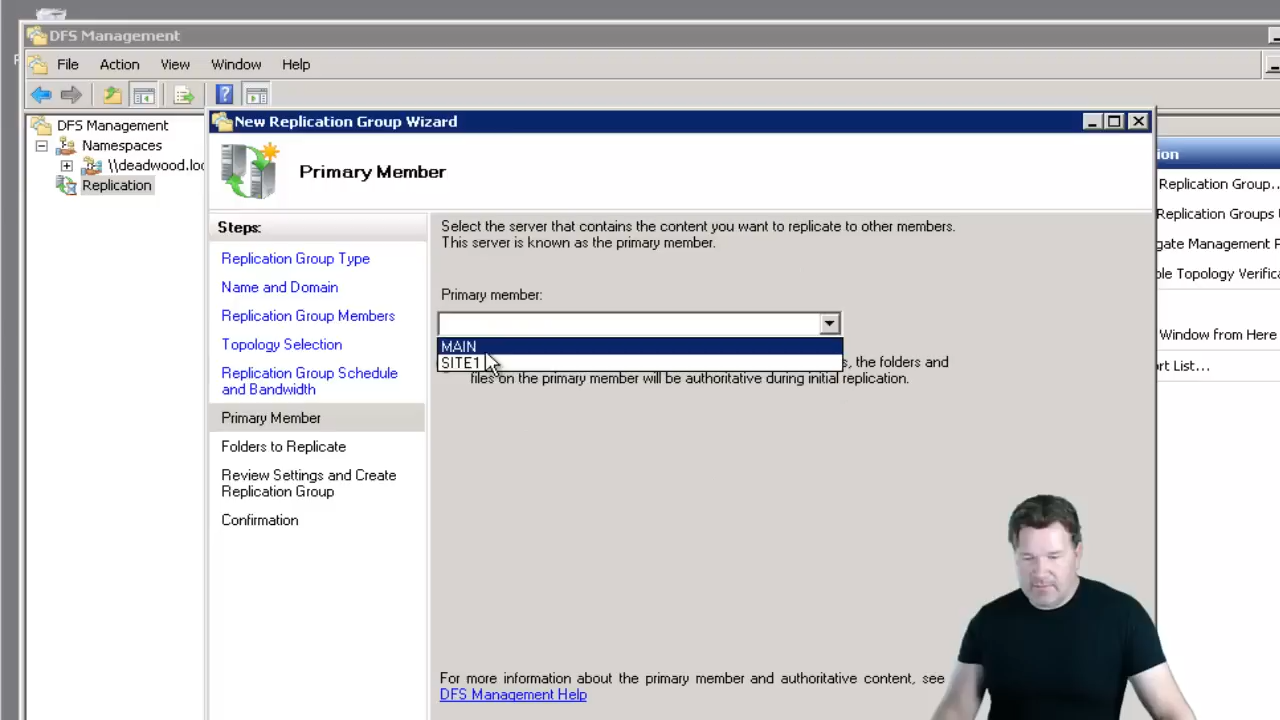 DFS Management
File Action View Window Help
DFS Management
Namespaces
\\deadwood.loc
Replication
New Replication Group Wizard
Primary Member
Steps:
Replication Group Type
Name and Domain
Replication Group Members
Topology Selection
Replication Group Schedule
and Bandwidth
Primary Member
Folders to Replicate
Review Settings and Create
Replication Group
Confirmation
Select the server that contains the content you want to replicate to other members.
This server is known as the primary member.
Primary member:
MAIN
SITE1
s, the folders and
files on the primary member will be authoritative during initial replication.
For more information about the primary member and authoritative content, see
DFS Management Help
ion
Replication Group...
Replication Groups
gate Management P
ble Topology Verifica
Window from Here
rt List...